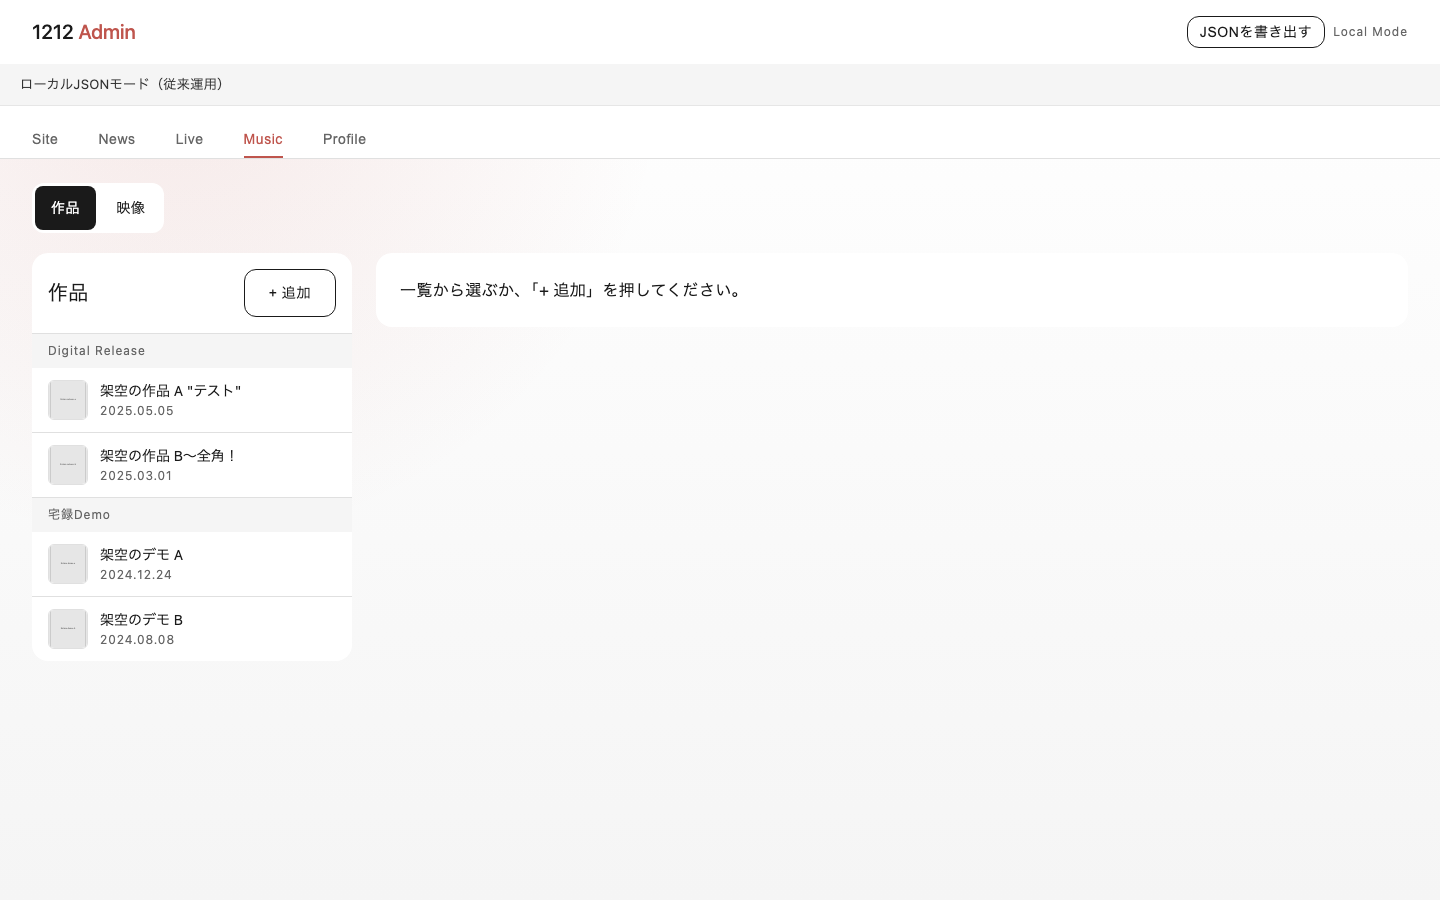 1212 Admin
JSONを書き出す
Local Mode
ローカルJSONモード（従来運用）
Site
News
Live
Music
Profile
作品
映像
作品
+ 追加
一覧から選ぶか、「+ 追加」を押してください。
Digital Release
架空の作品 A "テスト"
2025.05.05
架空の作品 B〜全角！
2025.03.01
宅録Demo
架空のデモ A
2024.12.24
架空のデモ B
2024.08.08